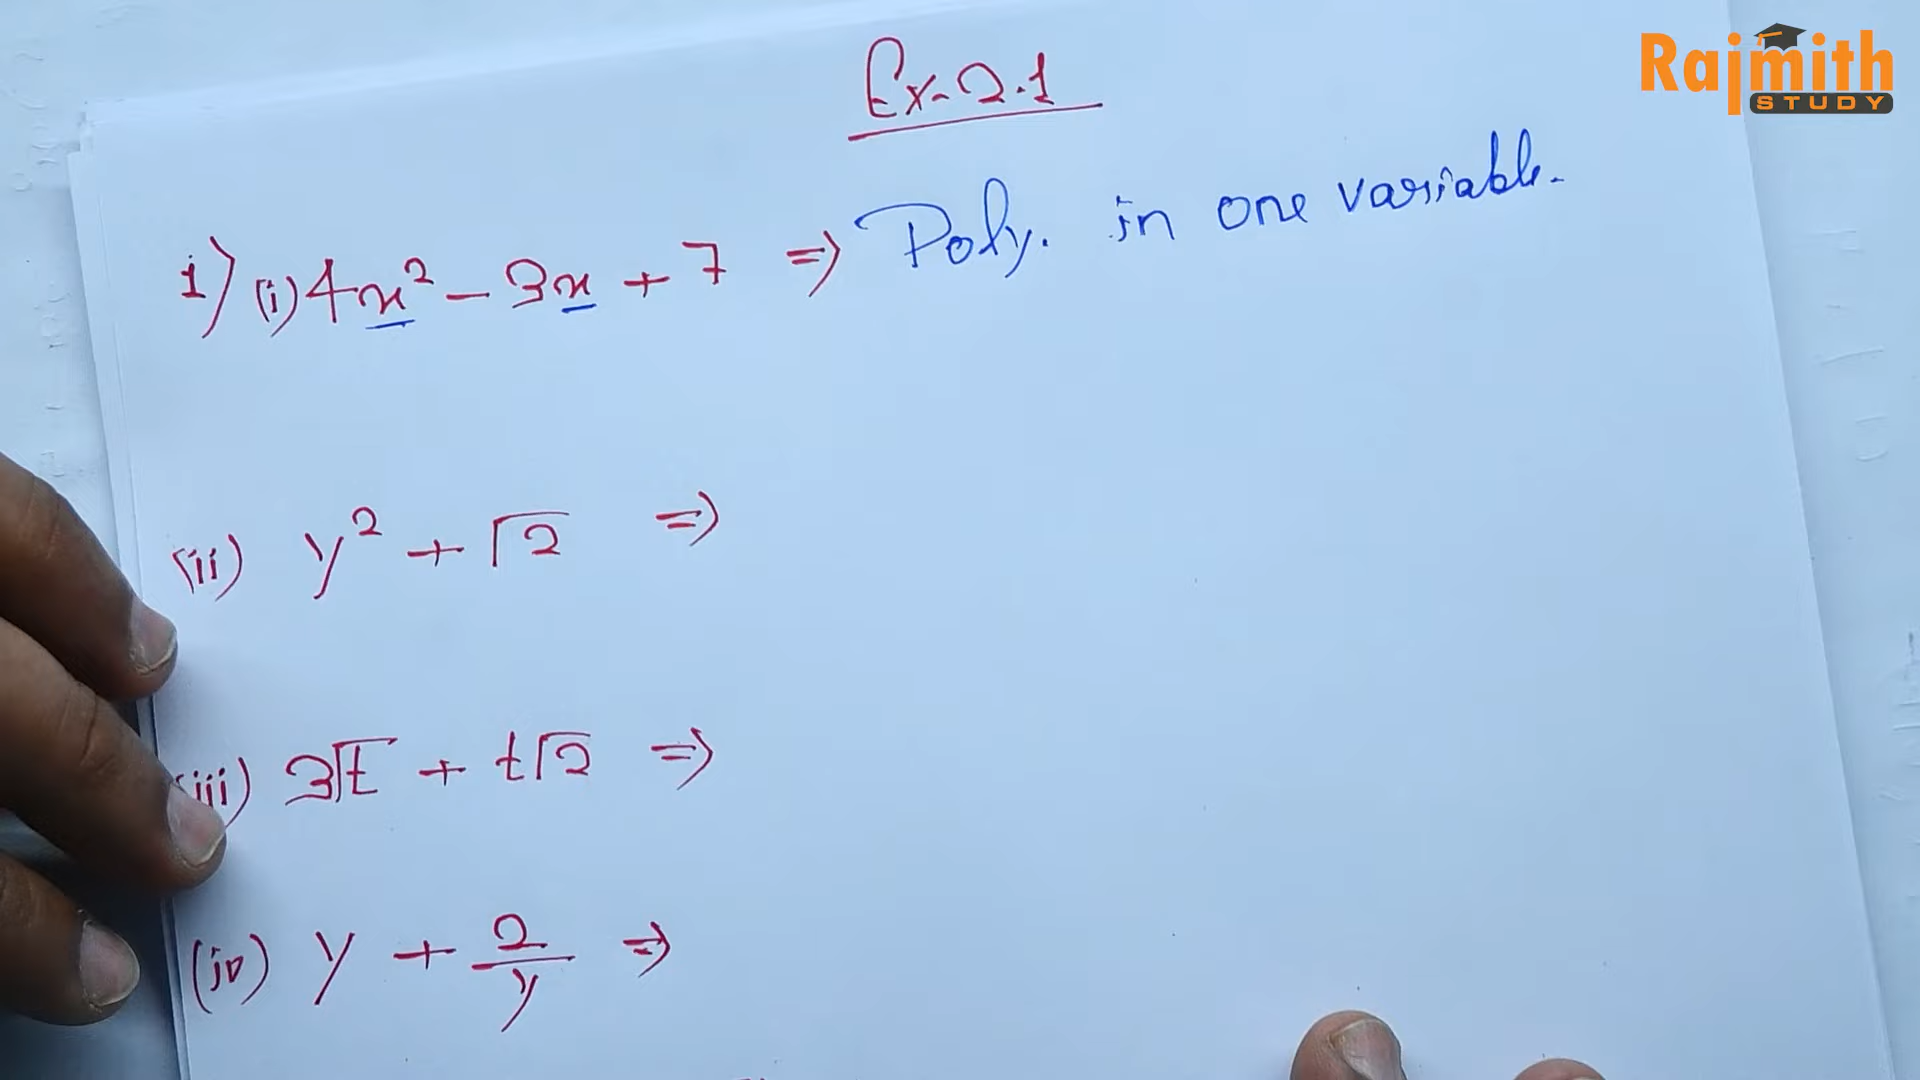 Rajmith
STUDY
Ex-2.1
1) (i) 4x² - 3x + 7 => Poly. in one variable.
(ii) y² + √2 =>
(iii) 3√t + t√2 =>
(iv) y + 2/y =>